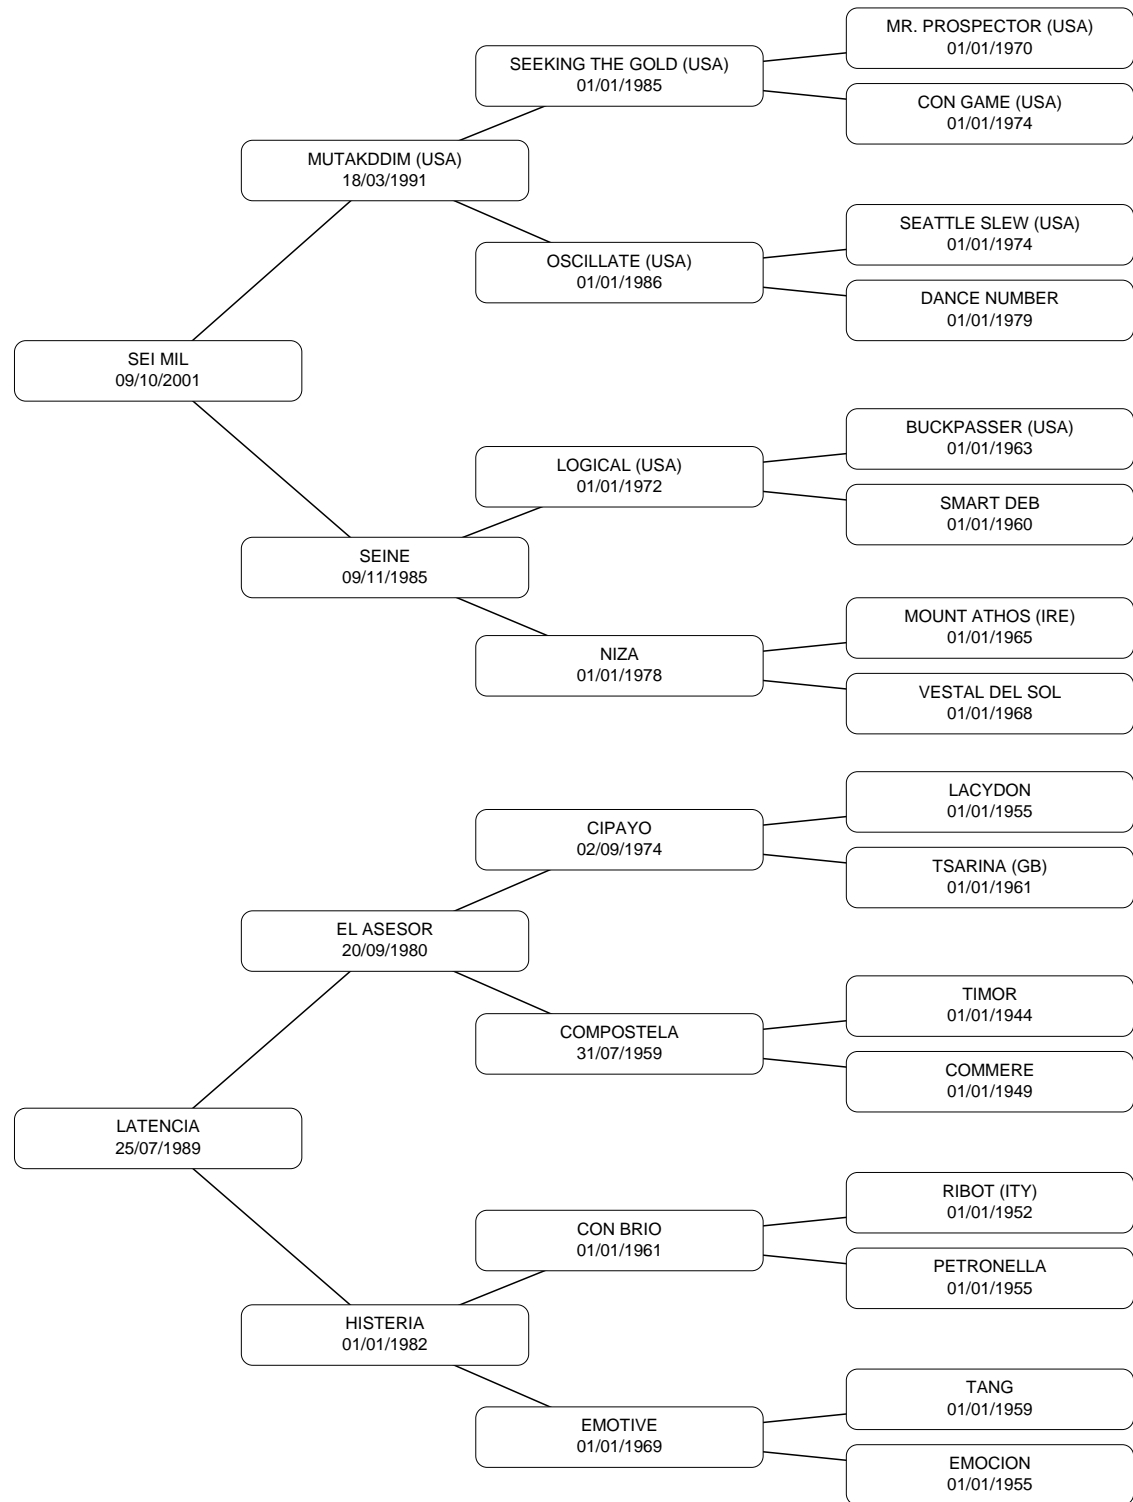 MR. PROSPECTOR (USA)
01/01/1970
SEEKING THE GOLD (USA)
01/01/1985
CON GAME (USA)
01/01/1974
MUTAKDDIM (USA)
18/03/1991
SEATTLE SLEW (USA)
01/01/1974
OSCILLATE (USA)
01/01/1986
DANCE NUMBER
01/01/1979
SEI MIL
09/10/2001
BUCKPASSER (USA)
01/01/1963
LOGICAL (USA)
01/01/1972
SMART DEB
01/01/1960
SEINE
09/11/1985
MOUNT ATHOS (IRE)
01/01/1965
NIZA
01/01/1978
VESTAL DEL SOL
01/01/1968
LACYDON
01/01/1955
CIPAYO
02/09/1974
TSARINA (GB)
01/01/1961
EL ASESOR
20/09/1980
TIMOR
01/01/1944
COMPOSTELA
31/07/1959
COMMERE
01/01/1949
LATENCIA
25/07/1989
RIBOT (ITY)
01/01/1952
CON BRIO
01/01/1961
PETRONELLA
01/01/1955
HISTERIA
01/01/1982
TANG
01/01/1959
EMOTIVE
01/01/1969
EMOCION
01/01/1955